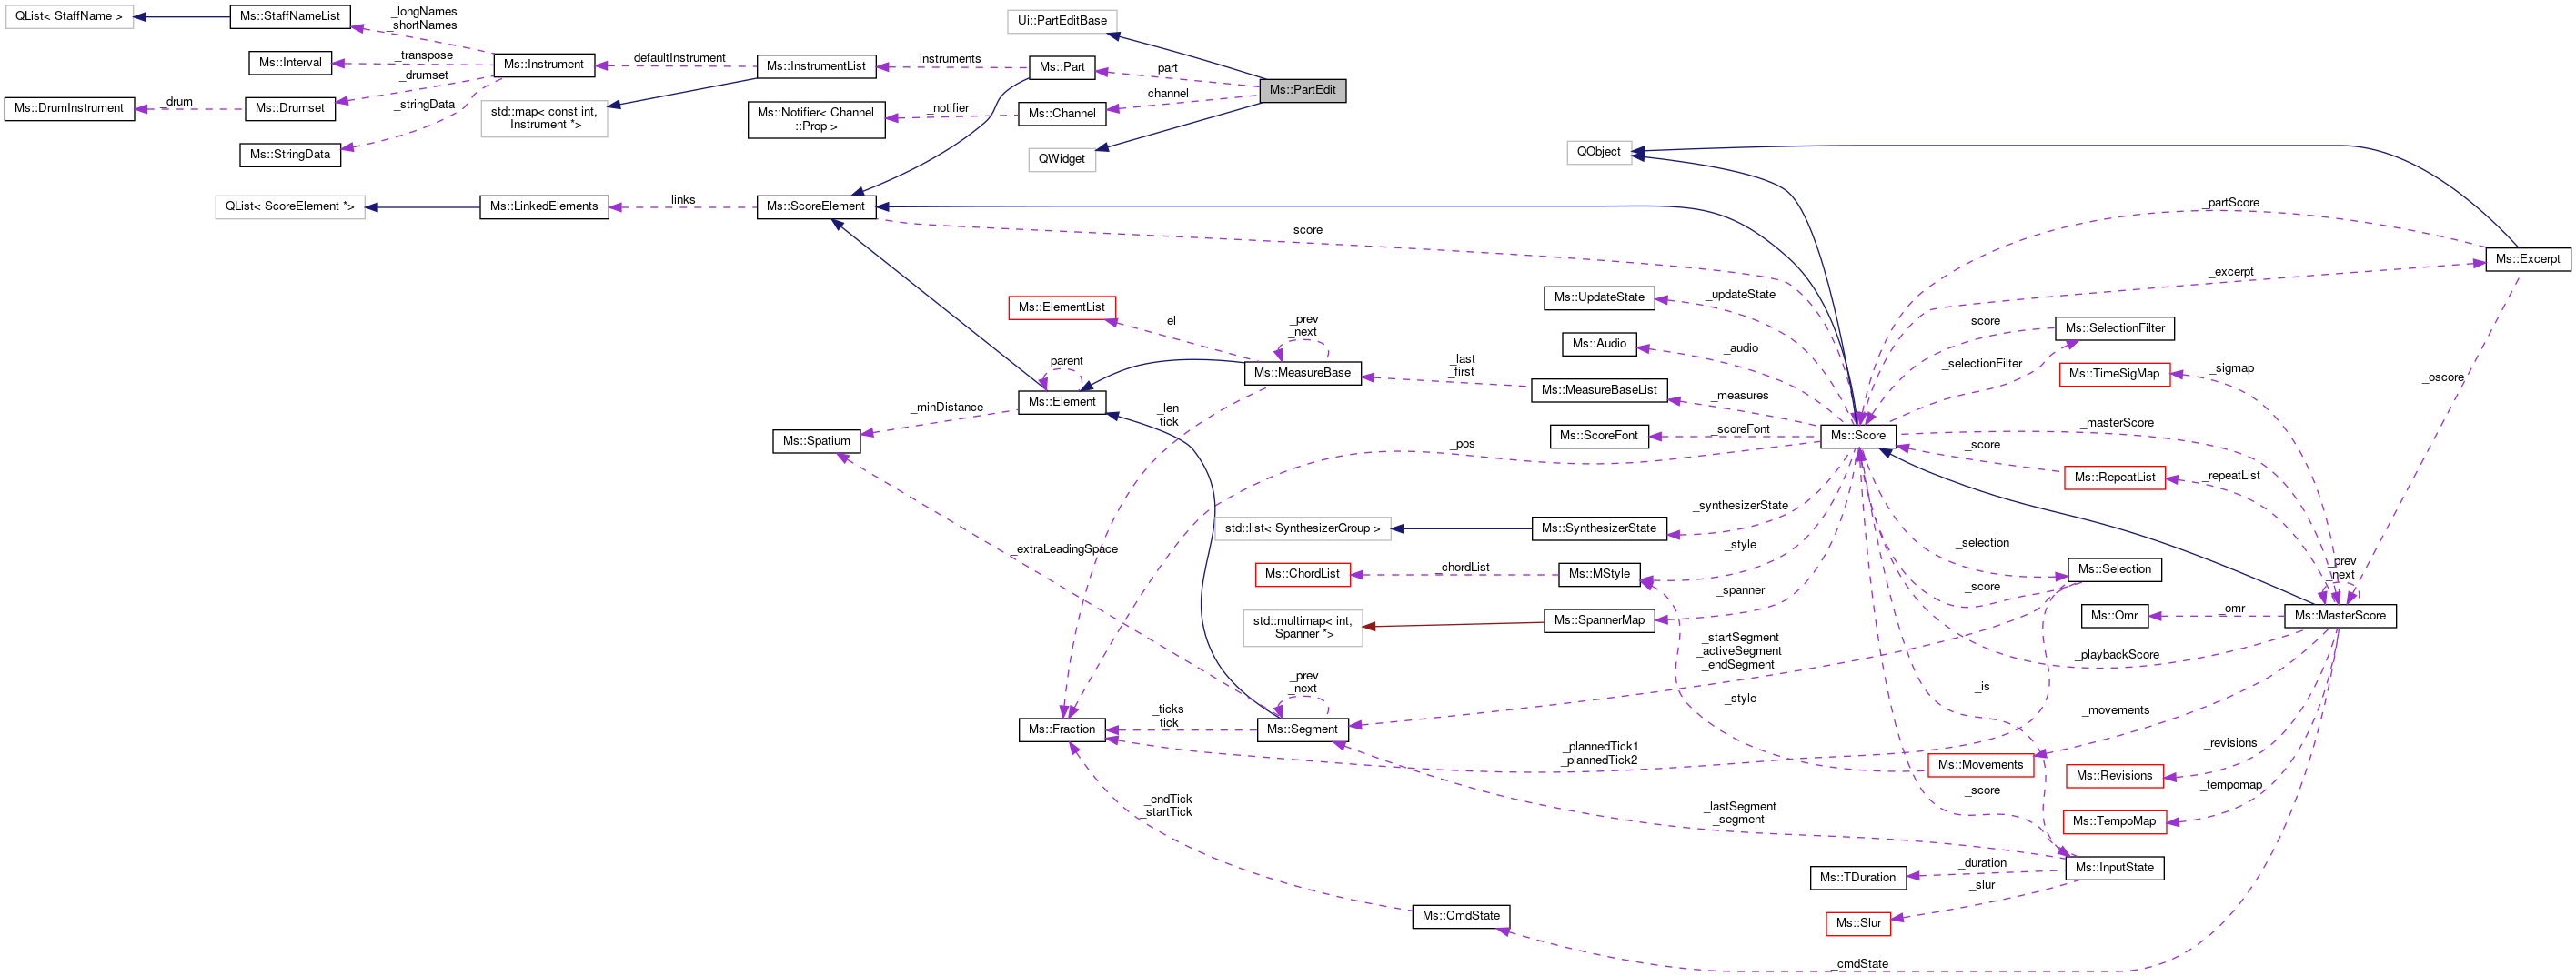 QList< StaffName >
Ms::StaffNameList
_longNames
_shortNames
Ui::PartEditBase
Ms::Interval
_transpose
Ms::Instrument
defaultInstrument
Ms::InstrumentList
_instruments
Ms::Part
part
Ms::PartEdit
_drumset
_stringData
Ms::DrumInstrument
_drum
Ms::Drumset
std::map< const int,
Instrument *>
Ms::Notifier< Channel
::Prop >
_notifier
Ms::Channel
channel
Ms::StringData
QWidget
QObject
QList< ScoreElement *>
Ms::LinkedElements
_links
Ms::ScoreElement
_score
_partScore
Ms::Excerpt
_excerpt
Ms::ElementList
_el
_prev
_next
Ms::UpdateState
_updateState
_score
Ms::SelectionFilter
Ms::Audio
_audio
_selectionFilter
_parent
Ms::MeasureBase
_last
_first
Ms::MeasureBaseList
_measures
Ms::TimeSigMap
_sigmap
_oscore
Ms::Element
_minDistance
_len
_tick
Ms::Spatium
_pos
Ms::ScoreFont
_scoreFont
Ms::Score
_masterScore
_score
Ms::RepeatList
_repeatList
_synthesizerState
std::list< SynthesizerGroup >
Ms::SynthesizerState
_extraLeadingSpace
_style
_selection
Ms::ChordList
_chordList
Ms::MStyle
_score
Ms::Selection
_prev
_next
_spanner
std::multimap< int,
Spanner *>
Ms::SpannerMap
Ms::Omr
_omr
Ms::MasterScore
_startSegment
_activeSegment
_endSegment
_playbackScore
_prev
_next
_is
_style
_movements
_ticks
_tick
Ms::Fraction
Ms::Segment
_plannedTick1
_plannedTick2
Ms::Movements
_revisions
Ms::Revisions
_score
_tempomap
_endTick
_startTick
_lastSegment
_segment
Ms::TempoMap
Ms::TDuration
_duration
Ms::InputState
_slur
Ms::CmdState
Ms::Slur
_cmdState